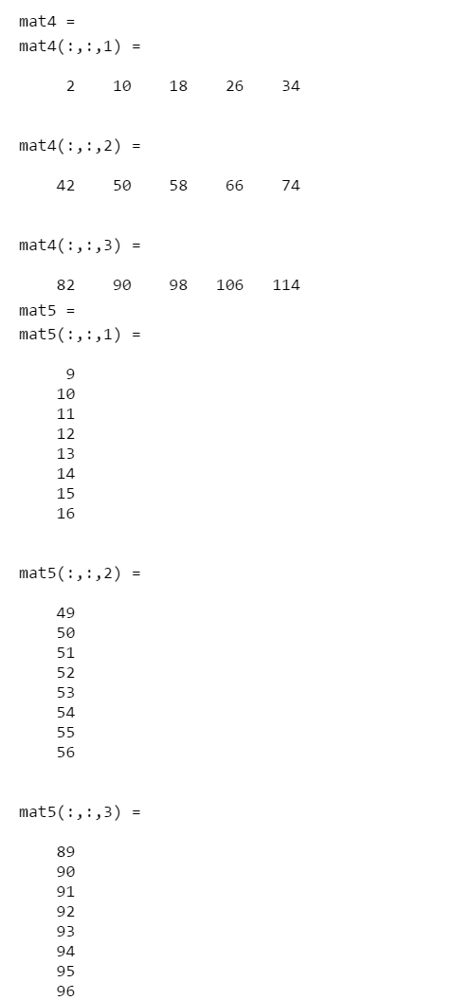 mat4 =
mat4(:,:,1) =
2 10 18 26 34
mat4(:,:,2) =
42 50 58 66 74
mat4(:,:,3) =
82 90 98 106 114
mat5 =
mat5(:,:,1) =
9
10
11
12
13
14
15
16
mat5(:,:,2) =
49
50
51
52
53
54
55
56
mat5(:,:,3) =
89
90
91
92
93
94
95
96